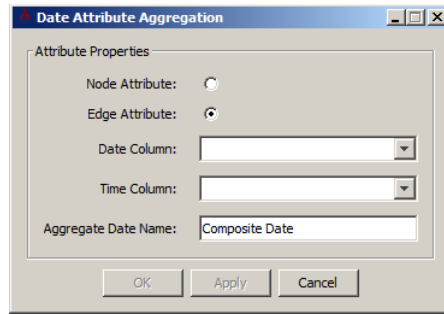 Date Attribute Aggregation
Attribute Properties
Node Attribute:
Edge Attribute:
Date Column:
Time Column:
Aggregate Date Name: Composite Date
OK Apply Cancel